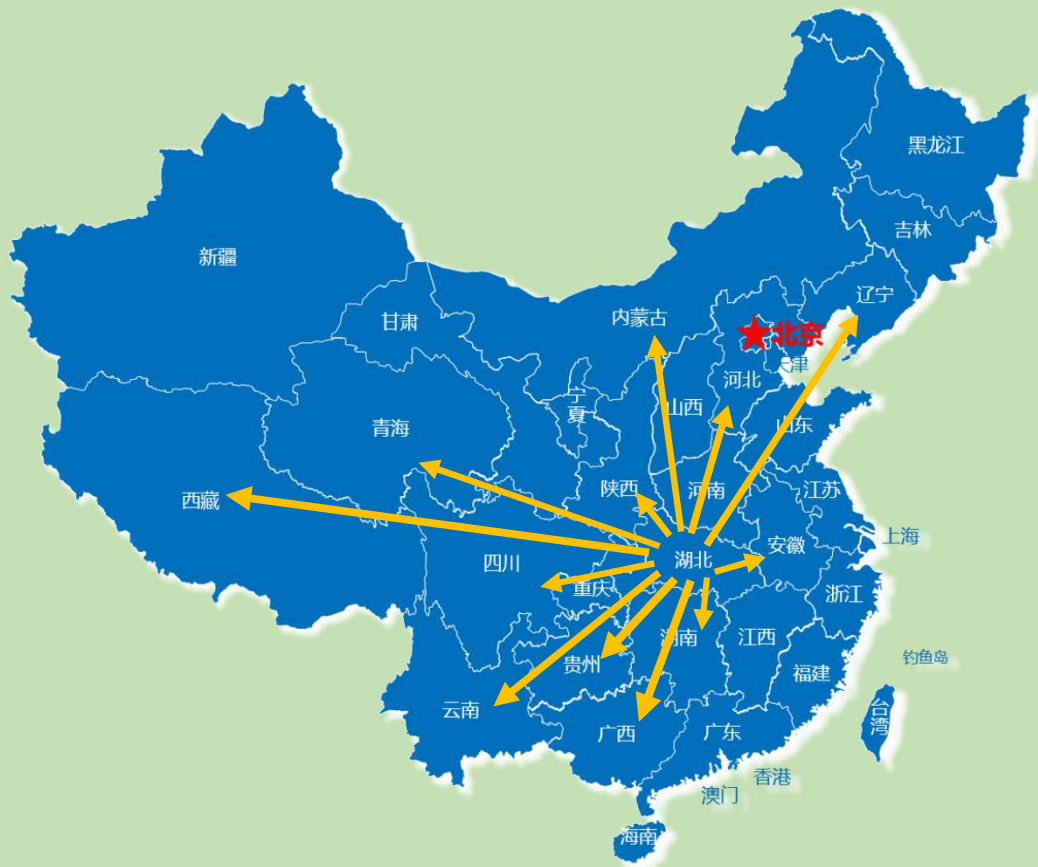 黑龙江
吉林
新疆
辽宁
内蒙古
甘肃
北京
天津
河北
宁夏
山西
山东
青海
陕西
河南
江苏
西藏
上海
安徽
四川
湖北
重庆
浙江
湖南
江西
贵州
钓鱼岛
福建
云南
台湾
广西
广东
香港
澳门
海南